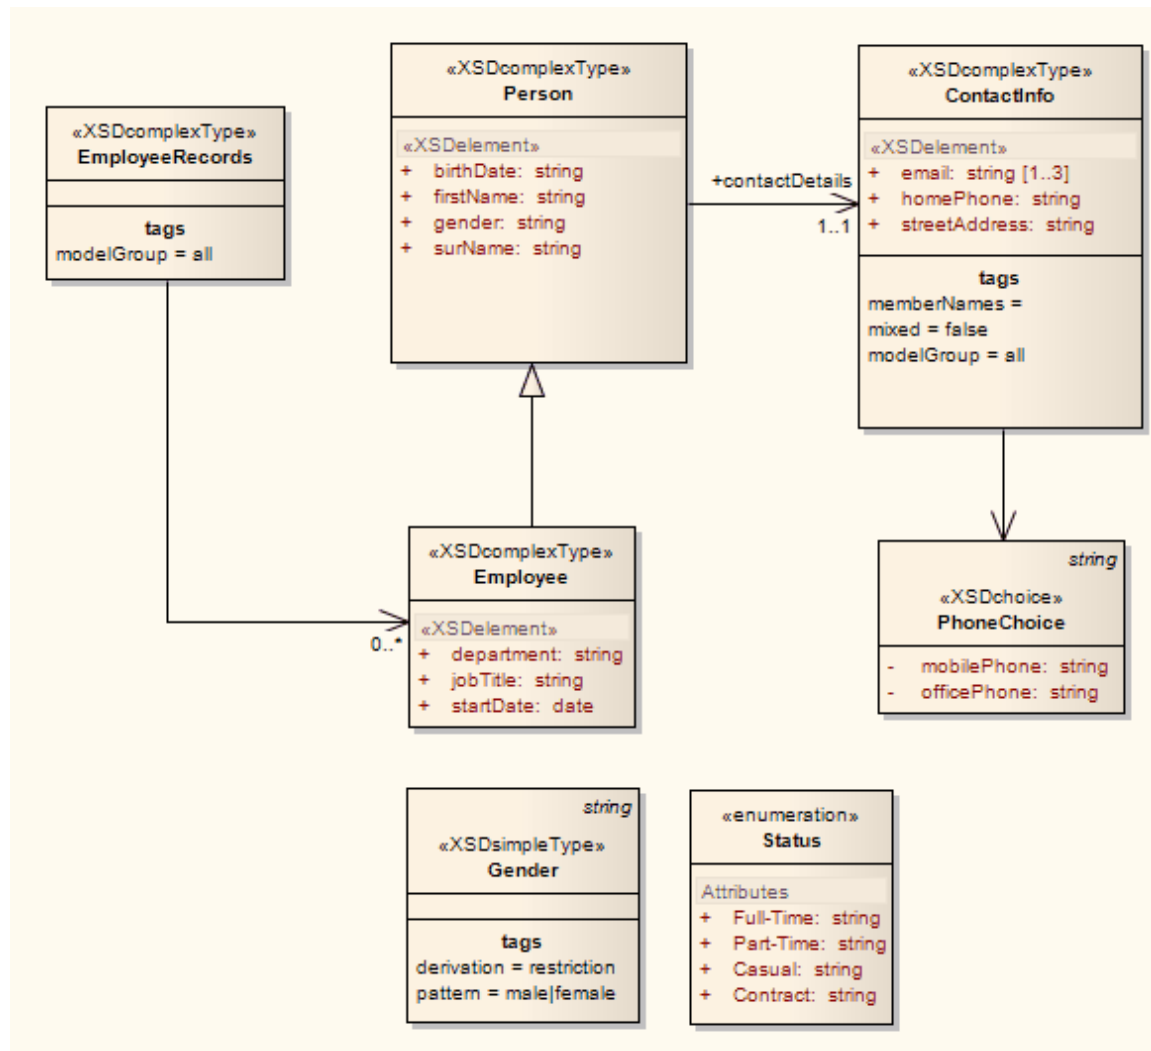 «XSDcomplexType»
EmployeeRecords
tags
modelGroup = all
«XSDcomplexType»
Person
«XSDelement»
+ birthDate: string
+ firstName: string
+ gender: string
+ surName: string
+contactDetails
1..1
«XSDcomplexType»
ContactInfo
«XSDelement»
+ email: string [1..3]
+ homePhone: string
+ streetAddress: string
tags
memberNames =
mixed = false
modelGroup = all
0..*
«XSDcomplexType»
Employee
«XSDelement»
+ department: string
+ jobTitle: string
+ startDate: date
string
«XSDchoice»
PhoneChoice
- mobilePhone: string
- officePhone: string
string
«XSDsimpleType»
Gender
tags
derivation = restriction
pattern = male|female
«enumeration»
Status
Attributes
+ Full-Time: string
+ Part-Time: string
+ Casual: string
+ Contract: string